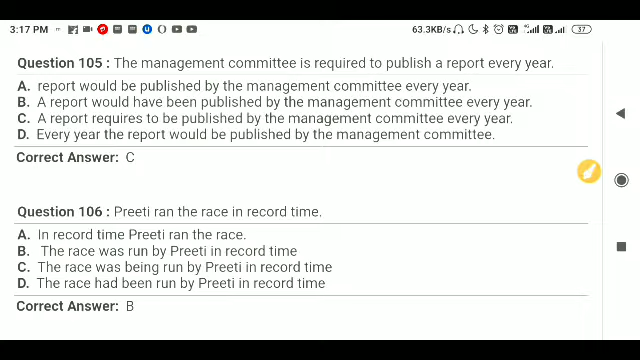 3:17 PM
63.3KB/s
37
Question 105 : The management committee is required to publish a report every year.
A. report would be published by the management committee every year.
B. A report would have been published by the management committee every year.
C. A report requires to be published by the management committee every year.
D. Every year the report would be published by the management committee.
Correct Answer: C
Question 106 : Preeti ran the race in record time.
A. In record time Preeti ran the race.
B. The race was run by Preeti in record time
C. The race was being run by Preeti in record time
D. The race had been run by Preeti in record time
Correct Answer: B